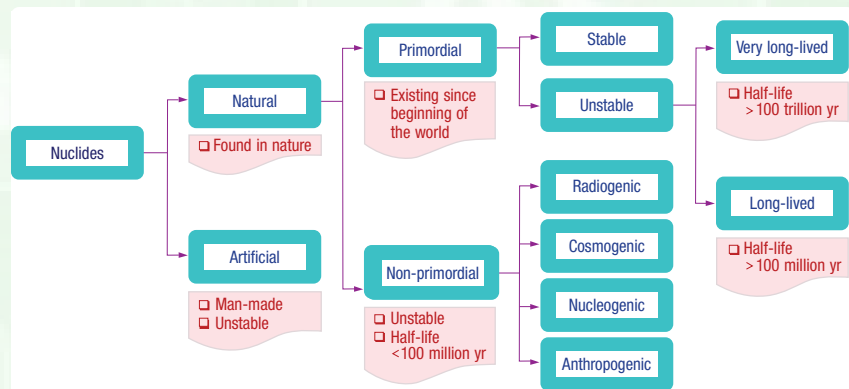 Nuclides
Natural
❑ Found in nature
Artificial
❑ Man-made
❑ Unstable
Primordial
❑ Existing since
beginning of
the world
Non-primordial
❑ Unstable
❑ Half-life
<100 million yr
Stable
Unstable
Radiogenic
Cosmogenic
Nucleogenic
Anthropogenic
Very long-lived
❑ Half-life
>100 trillion yr
Long-lived
❑ Half-life
>100 million yr